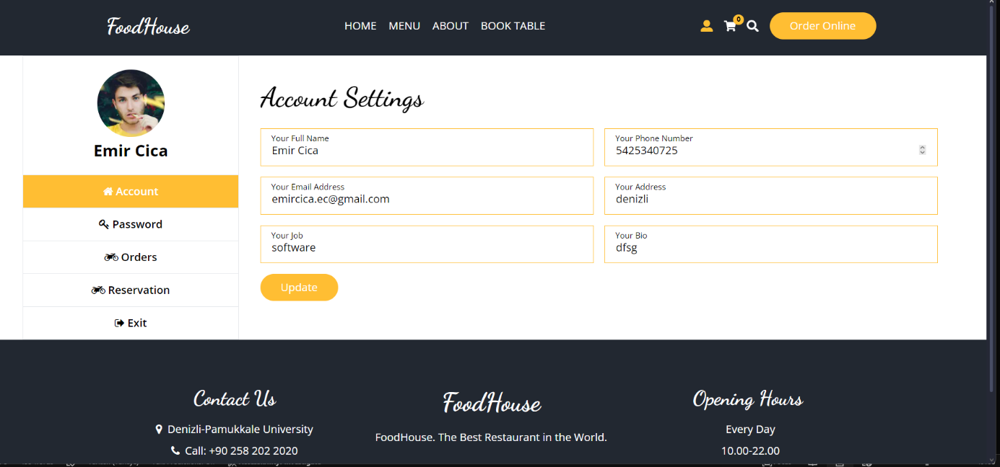 FoodHouse
HOME MENU ABOUT BOOK TABLE
0
Order Online
Emir Cica
Account
Password
Orders
Reservation
Exit
Account Settings
Your Full Name
Emir Cica
Your Phone Number
5425340725
Your Email Address
emircica.ec@gmail.com
Your Address
denizli
Your Job
software
Your Bio
dfsg
Update
Contact Us
Denizli-Pamukkale University
Call: +90 258 202 2020
FoodHouse
FoodHouse. The Best Restaurant in the World.
Opening Hours
Every Day
10.00-22.00